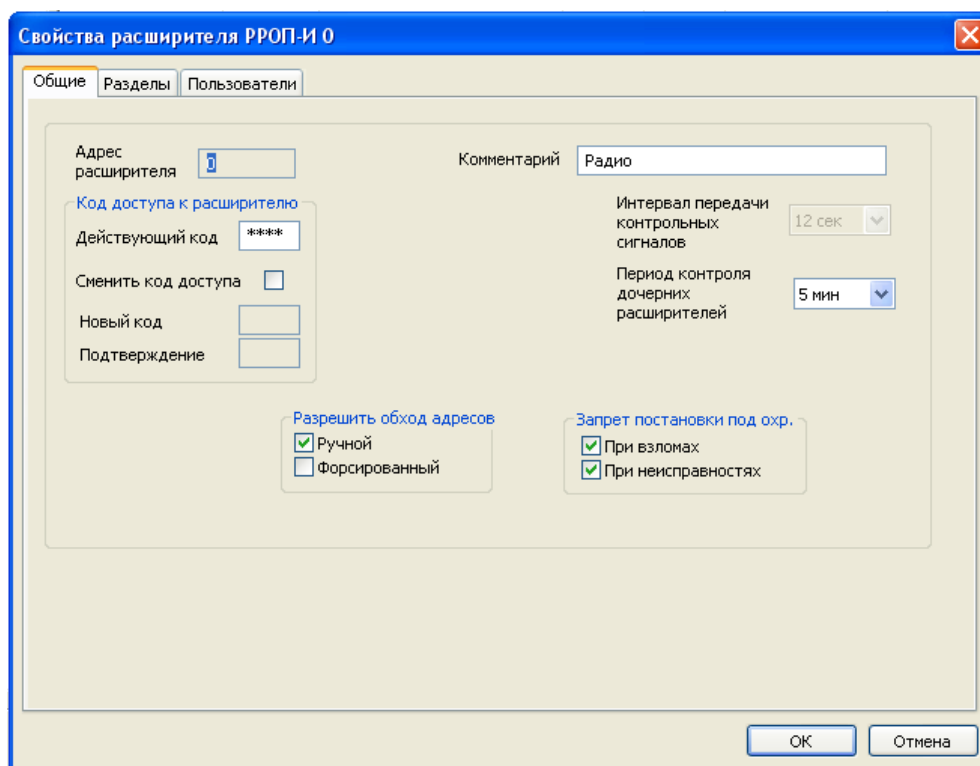 Свойства расширителя РРОП-И 0
Общие Разделы Пользователи
Адрес
расширителя
0
Комментарий
Радио
Код доступа к расширителю
Действующий код
****
Сменить код доступа
Новый код
Подтверждение
Интервал передачи
контрольных
сигналов
12 сек
Период контроля
дочерних
расширителей
5 мин
Разрешить обход адресов
Ручной
Форсированный
Запрет постановки под охр.
При взломах
При неисправностях
ОК
Отмена